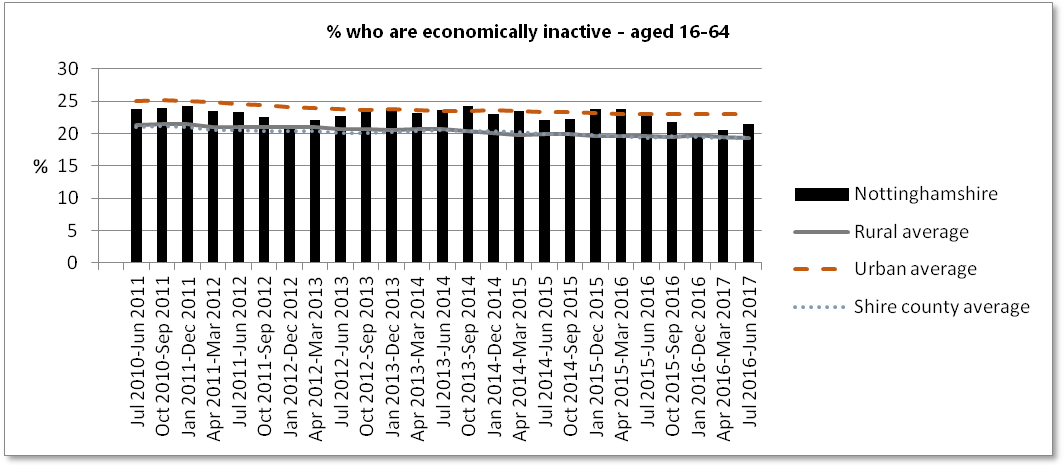 % who are economically inactive - aged 16-64
30
25
20
15
10
5
0
%
Jul 2010-Jun 2011
Oct 2010-Sep 2011
Jan 2011-Dec 2011
Apr 2011-Mar 2012
Jul 2011-Jun 2012
Oct 2011-Sep 2012
Jan 2012-Dec 2012
Apr 2012-Mar 2013
Jul 2012-Jun 2013
Oct 2012-Sep 2013
Jan 2013-Dec 2013
Apr 2013-Mar 2014
Jul 2013-Jun 2014
Oct 2013-Sep 2014
Jan 2014-Dec 2014
Apr 2014-Mar 2015
Jul 2014-Jun 2015
Oct 2014-Sep 2015
Jan 2015-Dec 2015
Apr 2015-Mar 2016
Jul 2015-Jun 2016
Oct 2015-Sep 2016
Jan 2016-Dec 2016
Apr 2016-Mar 2017
Jul 2016-Jun 2017
Nottinghamshire
Rural average
Urban average
Shire county average